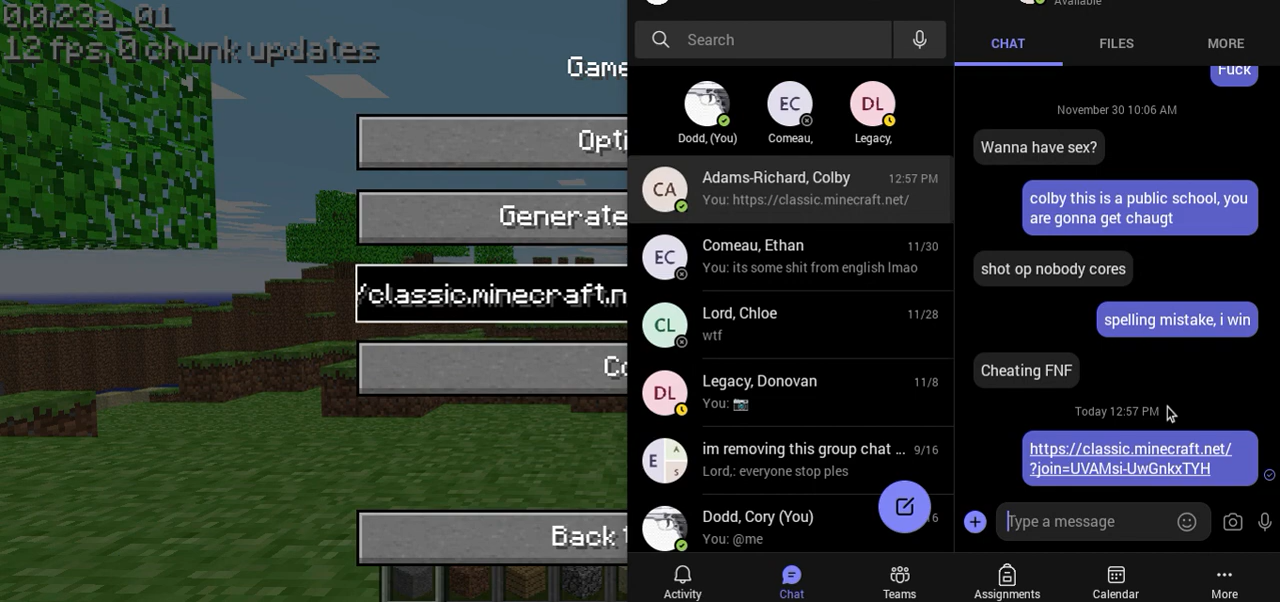 0.0.23a_01
12 fps, 0 chunk updates
Game
Opti
Generate
/classic.minecraft.n
Co
Back t
Search
Dodd, (You)
EC
Comeau,
DL
Legacy,
CA
Adams-Richard, Colby
12:57 PM
You: https://classic.minecraft.net/
EC
Comeau, Ethan
11/30
You: its some shit from english lmao
CL
Lord, Chloe
11/28
wtf
DL
Legacy, Donovan
11/8
You: 📷
E
A
S
im removing this group chat ...
9/16
Lord,: everyone stop ples
Dodd, Cory (You)
16
You: @me
Activity
Chat
Teams
Assignments
Calendar
More
Available
CHAT
FILES
MORE
Fuck
November 30 10:06 AM
Wanna have sex?
colby this is a public school, you
are gonna get chaugt
shot op nobody cores
spelling mistake, i win
Cheating FNF
Today 12:57 PM
https://classic.minecraft.net/
?join=UVAMsi-UwGnkxTYH
Type a message